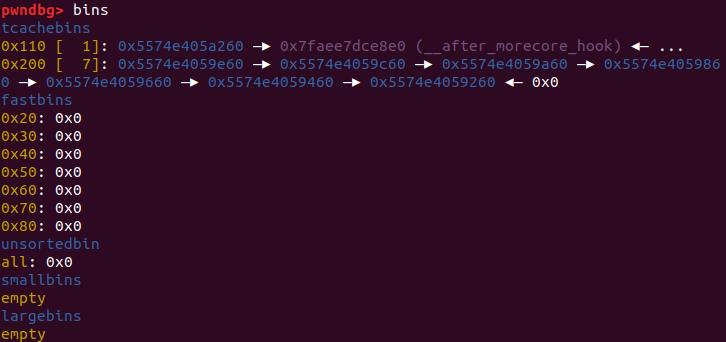 pwndbg> bins
tcachebins
0x110 [  1]: 0x5574e405a260 —▸ 0x7faee7dce8e0 (__after_morecore_hook) ◂— ...
0x200 [  7]: 0x5574e4059e60 —▸ 0x5574e4059c60 —▸ 0x5574e4059a60 —▸ 0x5574e405986
0 —▸ 0x5574e4059660 —▸ 0x5574e4059460 —▸ 0x5574e4059260 ◂— 0x0
fastbins
0x20: 0x0
0x30: 0x0
0x40: 0x0
0x50: 0x0
0x60: 0x0
0x70: 0x0
0x80: 0x0
unsortedbin
all: 0x0
smallbins
empty
largebins
empty